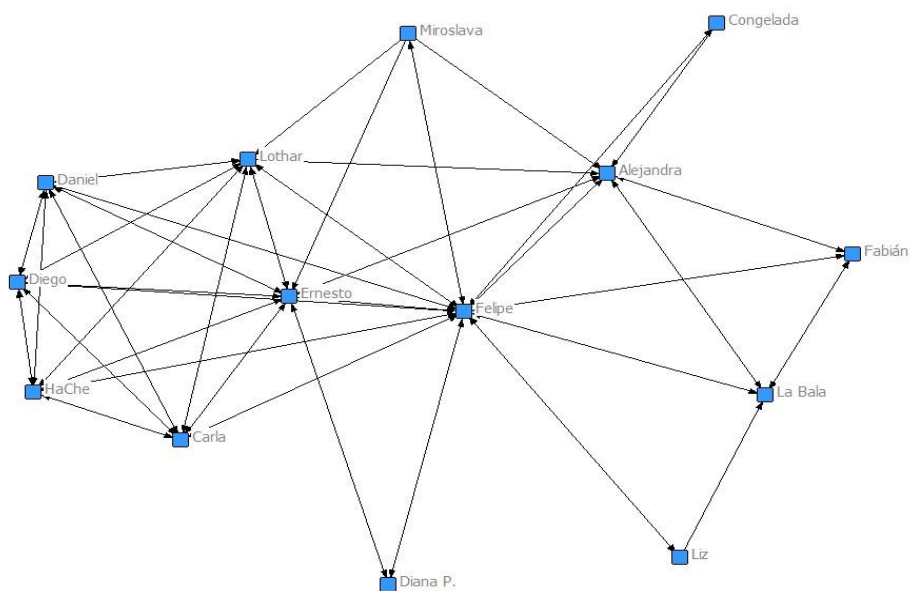 Congelada
Miroslava
Lothar
Alejandra
Daniel
Fabián
Diego
Ernesto
Felipe
HaChe
La Bala
Carla
Liz
Diana P.